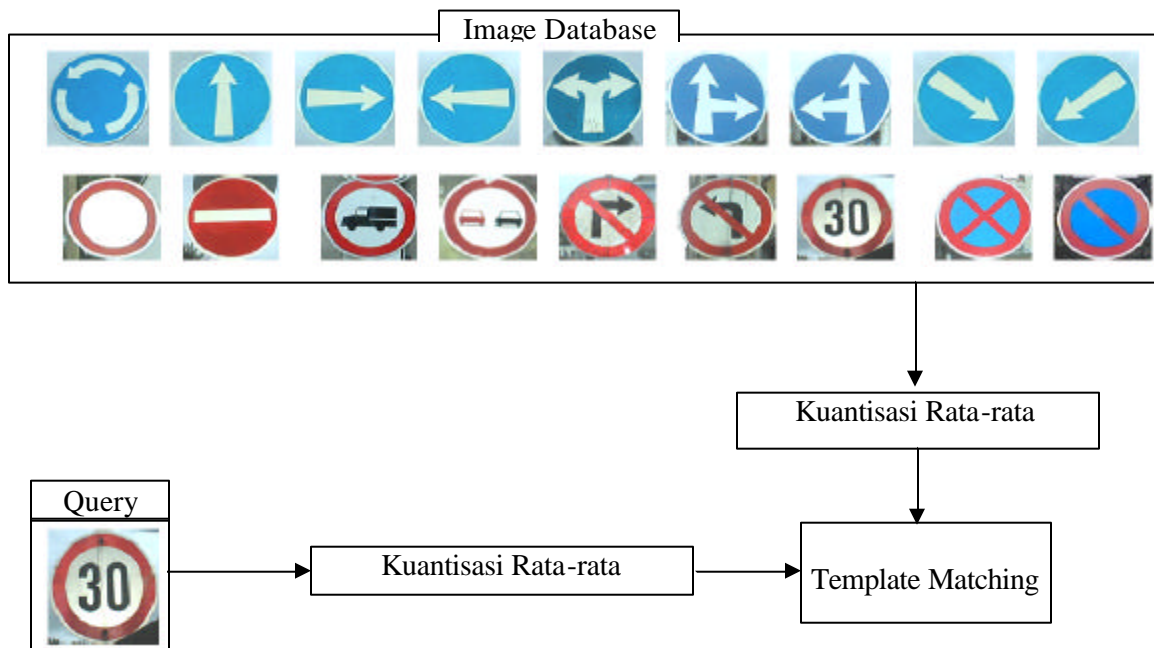 Image Database
30
Kuantisasi Rata-rata
Query
30
Kuantisasi Rata-rata
Template Matching